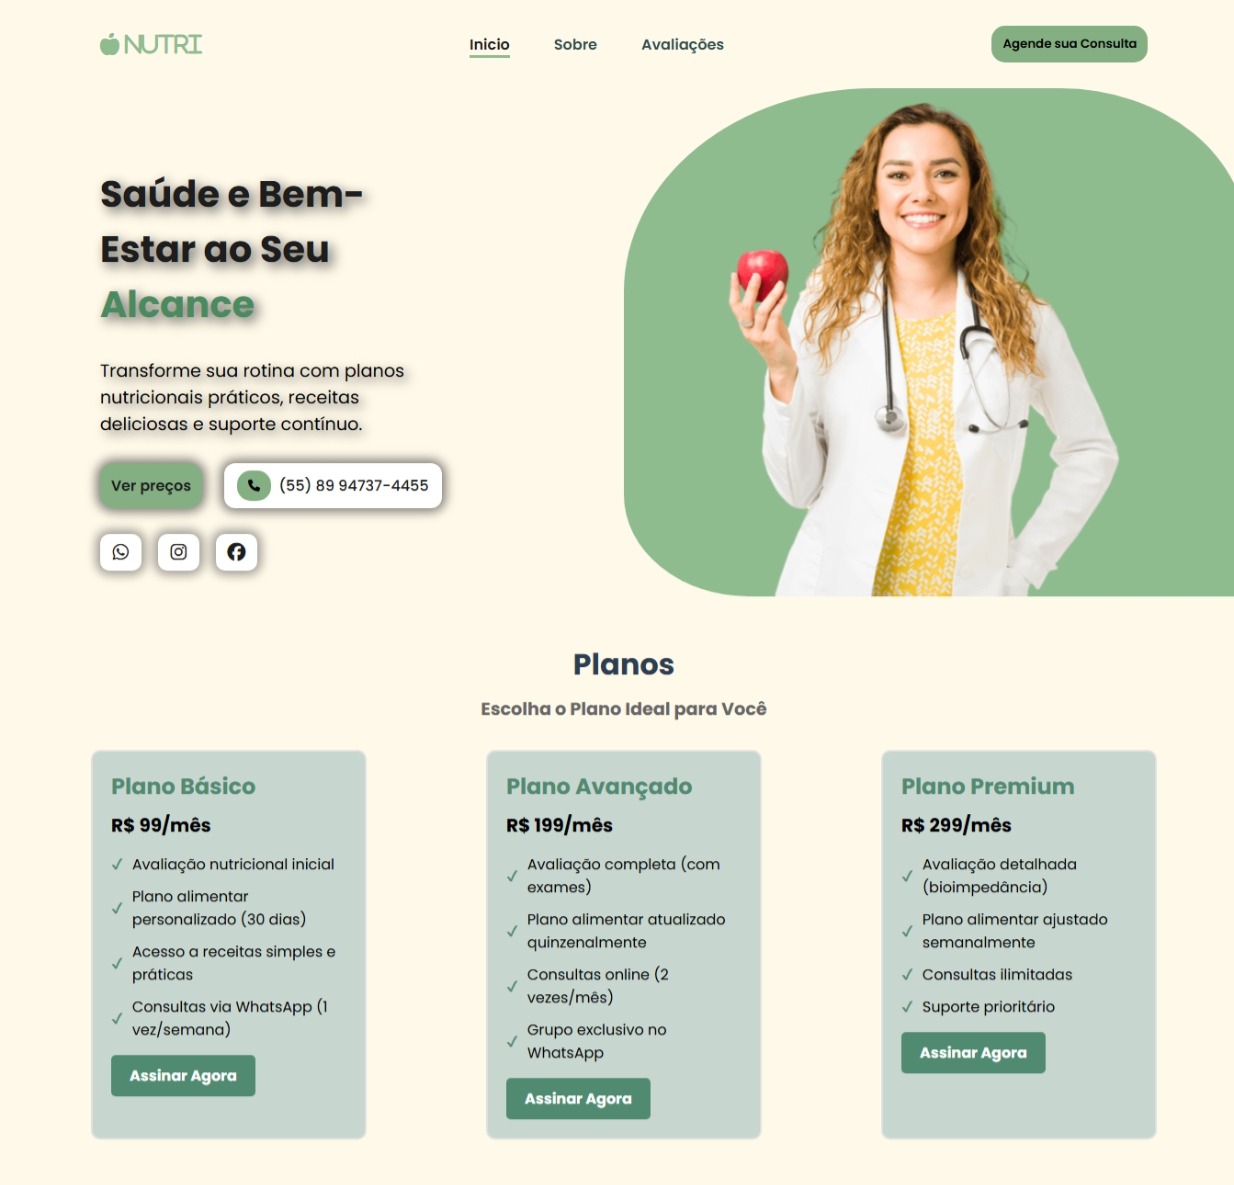 NUTRI
Inicio
Sobre
Avaliações
Agende sua Consulta
Saúde e Bem-
Estar ao Seu
Alcance
Transforme sua rotina com planos
nutricionais práticos, receitas
deliciosas e suporte contínuo.
Ver preços
(55) 89 94737-4455
Planos
Escolha o Plano Ideal para Você
Plano Básico
R$ 99/mês
Avaliação nutricional inicial
Plano alimentar
personalizado (30 dias)
Acesso a receitas simples e
práticas
Consultas via WhatsApp (1
vez/semana)
Assinar Agora
Plano Avançado
R$ 199/mês
Avaliação completa (com
exames)
Plano alimentar atualizado
quinzenalmente
Consultas online (2
vezes/mês)
Grupo exclusivo no
WhatsApp
Assinar Agora
Plano Premium
R$ 299/mês
Avaliação detalhada
(bioimpedância)
Plano alimentar ajustado
semanalmente
Consultas ilimitadas
Suporte prioritário
Assinar Agora